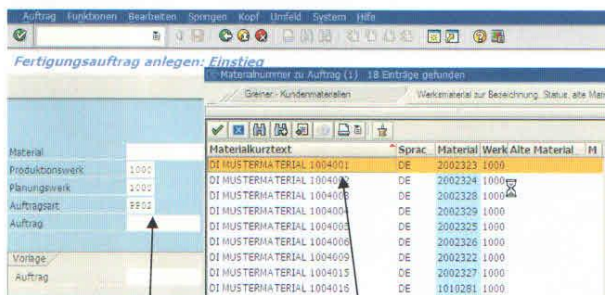 Auftrag Funktionen Bearbeiten Springen Kopf Umfeld System Hilfe
Fertigungsauftrag anlegen: Einstieg
Materialnummer zu Auftrag (1) 18 Einträge gefunden
Greiner - Kundenmaterialien
Werksmaterial zur Bezeichnung, Status, alte Mat
Materialkurztext Sprac Material Werk Alte Material M
DI MUSTERMATERIAL 1004001 DE 2002323 1000
DI MUSTERMATERIAL 1004002 DE 2002324 1000
DI MUSTERMATERIAL 1004003 DE 2002328 1000
DI MUSTERMATERIAL 1004004 DE 2002329 1000
DI MUSTERMATERIAL 1004005 DE 2002325 1000
DI MUSTERMATERIAL 1004006 DE 2002326 1000
DI MUSTERMATERIAL 1004009 DE 2002322 1000
DI MUSTERMATERIAL 1004015 DE 2002327 1000
DI MUSTERMATERIAL 1004016 DE 1010281 1000
Material
Produktionswerk 1000
Planungswerk 1000
Auftragsart PP02
Auftrag
Vorlage
Auftrag